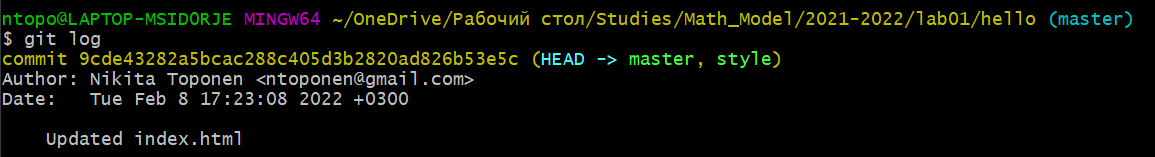 ntopo@LAPTOP-MSIDORJE MINGW64 ~/OneDrive/Рабочий стол/Studies/Math_Model/2021-2022/lab01/hello (master)
$ git log
commit 9cde43282a5bcac288c405d3b2820ad826b53e5c (HEAD -> master, style)
Author: Nikita Toponen <ntoponen@gmail.com>
Date:   Tue Feb 8 17:23:08 2022 +0300
    Updated index.html